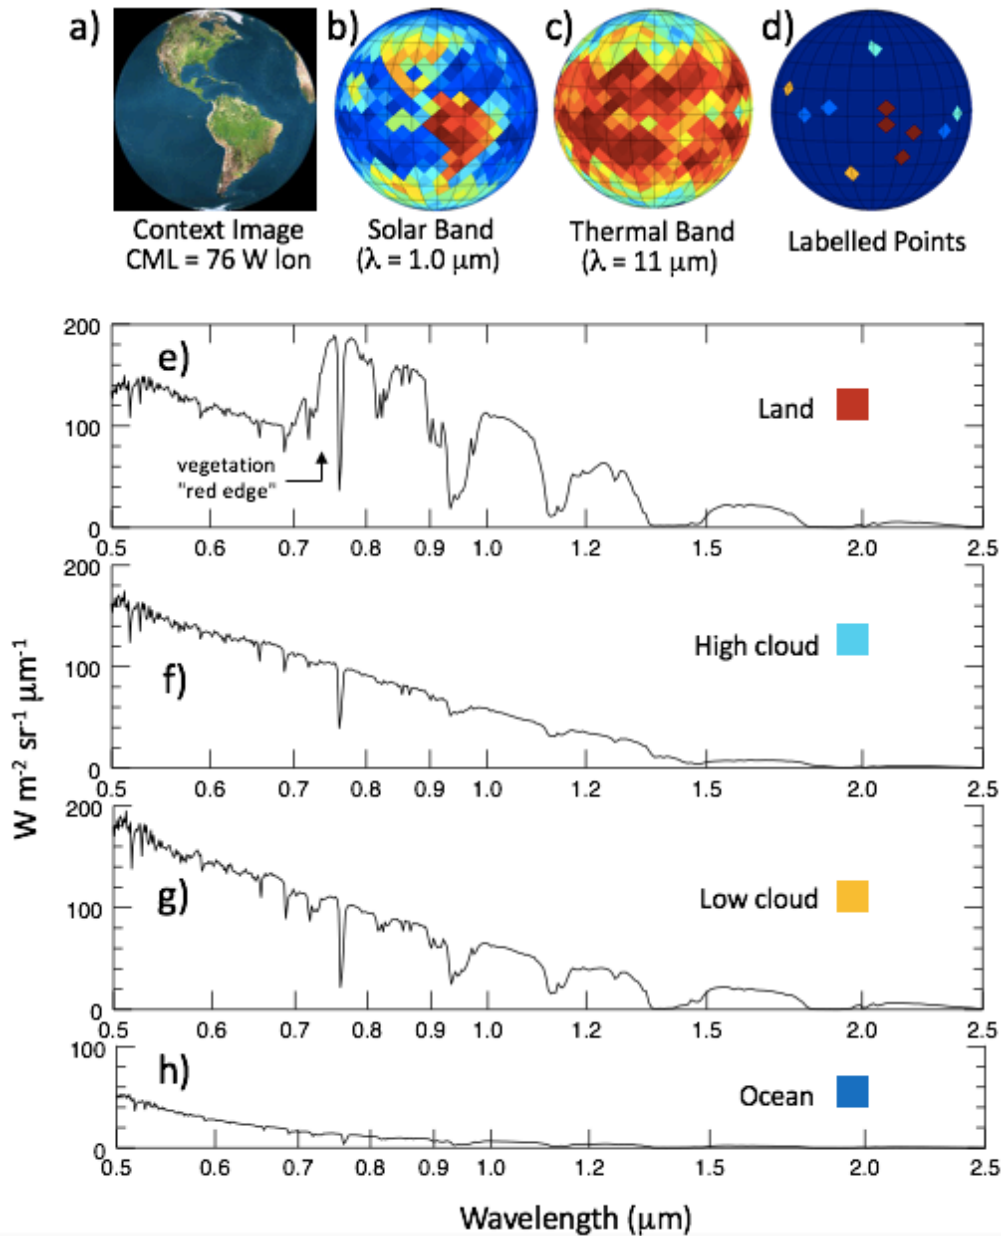 a) b) c) d)
Context Image
CML = 76 W lon
Solar Band
(λ = 1.0 μm)
Thermal Band
(λ = 11 μm)
Labelled Points
W m-2 sr-1 μm-1
200
e)
Land
100
vegetation
"red edge"
0
0.5 0.6 0.7 0.8 0.9 1.0 1.2 1.5 2.0 2.5
200
High cloud
100
f)
0
0.5 0.6 0.7 0.8 0.9 1.0 1.2 1.5 2.0 2.5
200
g)
Low cloud
100
0
0.5 0.6 0.7 0.8 0.9 1.0 1.2 1.5 2.0 2.5
100
h)
Ocean
0
0.5 0.6 0.7 0.8 0.9 1.0 1.2 1.5 2.0 2.5
Wavelength (μm)